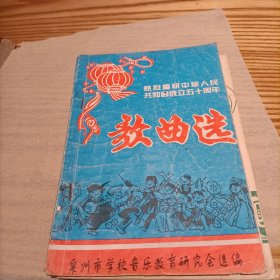 热烈庆祝中华人民
共和国成立五十周年
歌曲选
泉州市学校音乐教育研究会选编